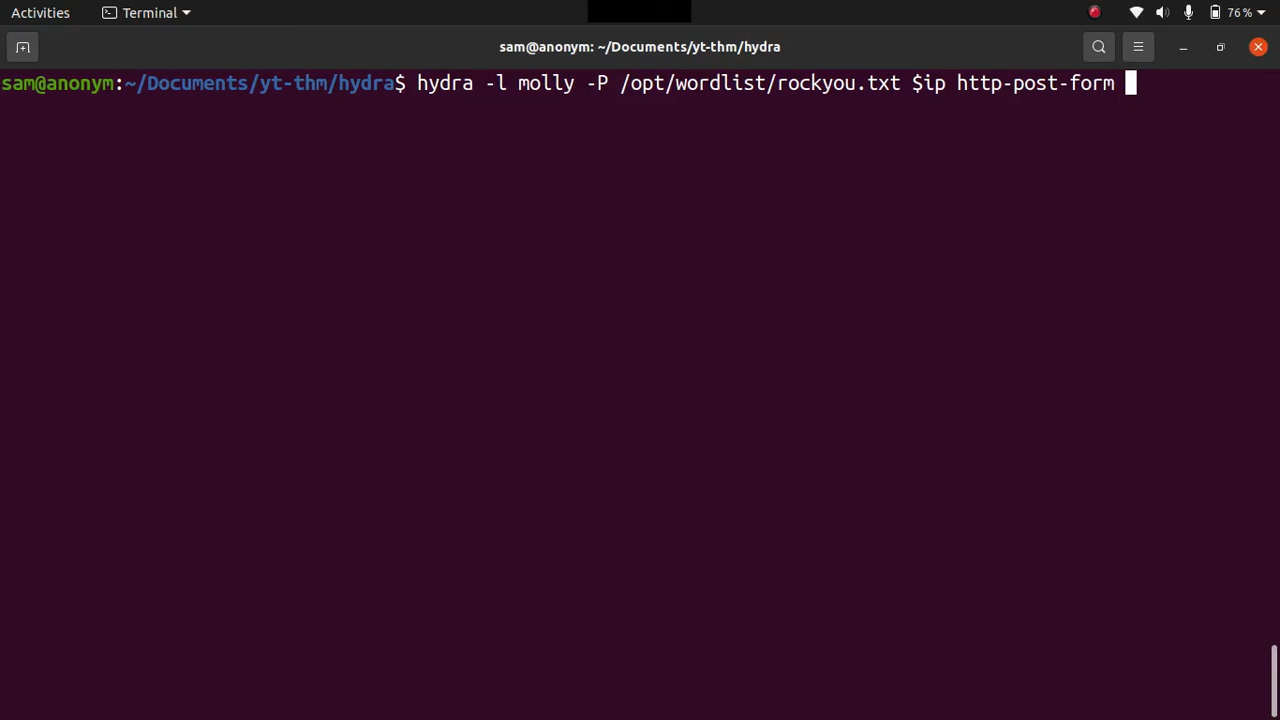 Activities
Terminal
76%
sam@anonym: ~/Documents/yt-thm/hydra
sam@anonym:~/Documents/yt-thm/hydra$ hydra -l molly -P /opt/wordlist/rockyou.txt $ip http-post-form